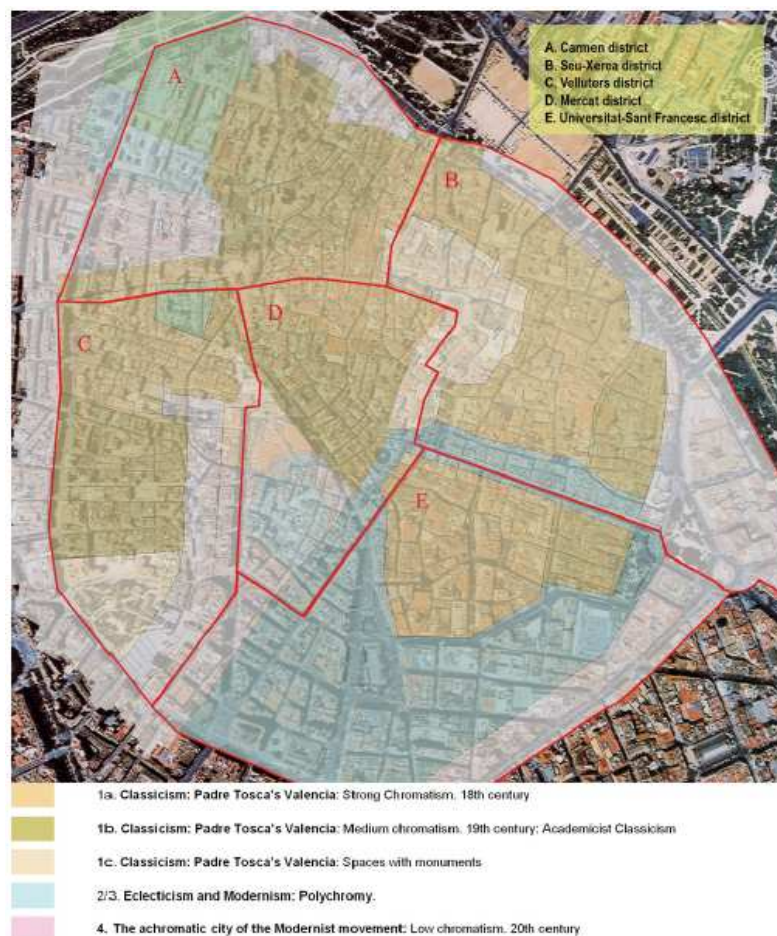 A. Carmen district
B. Seu-Xerea district
C. Velluters district
D. Mercat district
E. Universitat-Sant Francesc district
A
B
C
D
E
1a. Classicism: Padre Tosca's Valencia: Strong Chromatism. 18th century
1b. Classicism: Padre Tosca's Valencia: Medium chromatism. 19th century: Academicist Classicism
1c. Classicism: Padre Tosca's Valencia: Spaces with monuments
2/3. Eclecticism and Modernism: Polychromy.
4. The achromatic city of the Modernist movement: Low chromatism. 20th century